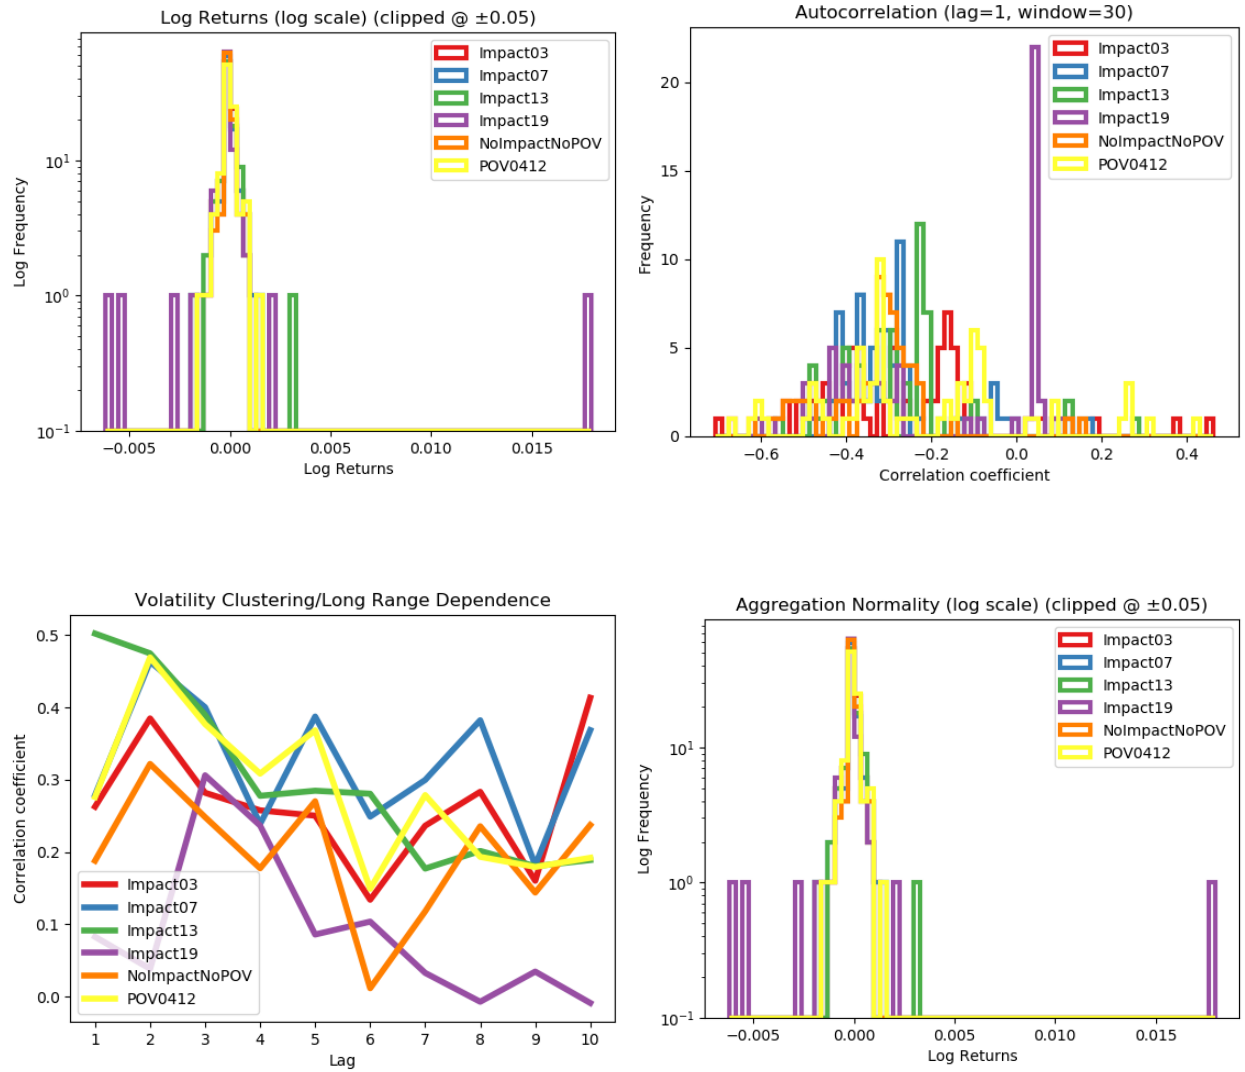 Log Returns (log scale) (clipped @ ±0.05)
10¹
10⁰
10⁻¹
Log Frequency
−0.005
0.000
0.005
0.010
0.015
Log Returns
Impact03
Impact07
Impact13
Impact19
NoImpactNoPOV
POV0412
Autocorrelation (lag=1, window=30)
20
15
10
5
0
Frequency
−0.6
−0.4
−0.2
0.0
0.2
0.4
Correlation coefficient
Impact03
Impact07
Impact13
Impact19
NoImpactNoPOV
POV0412
Volatility Clustering/Long Range Dependence
0.5
0.4
0.3
0.2
0.1
0.0
Correlation coefficient
1
2
3
4
5
6
7
8
9
10
Lag
Impact03
Impact07
Impact13
Impact19
NoImpactNoPOV
POV0412
Aggregation Normality (log scale) (clipped @ ±0.05)
10¹
10⁰
10⁻¹
Log Frequency
−0.005
0.000
0.005
0.010
0.015
Log Returns
Impact03
Impact07
Impact13
Impact19
NoImpactNoPOV
POV0412